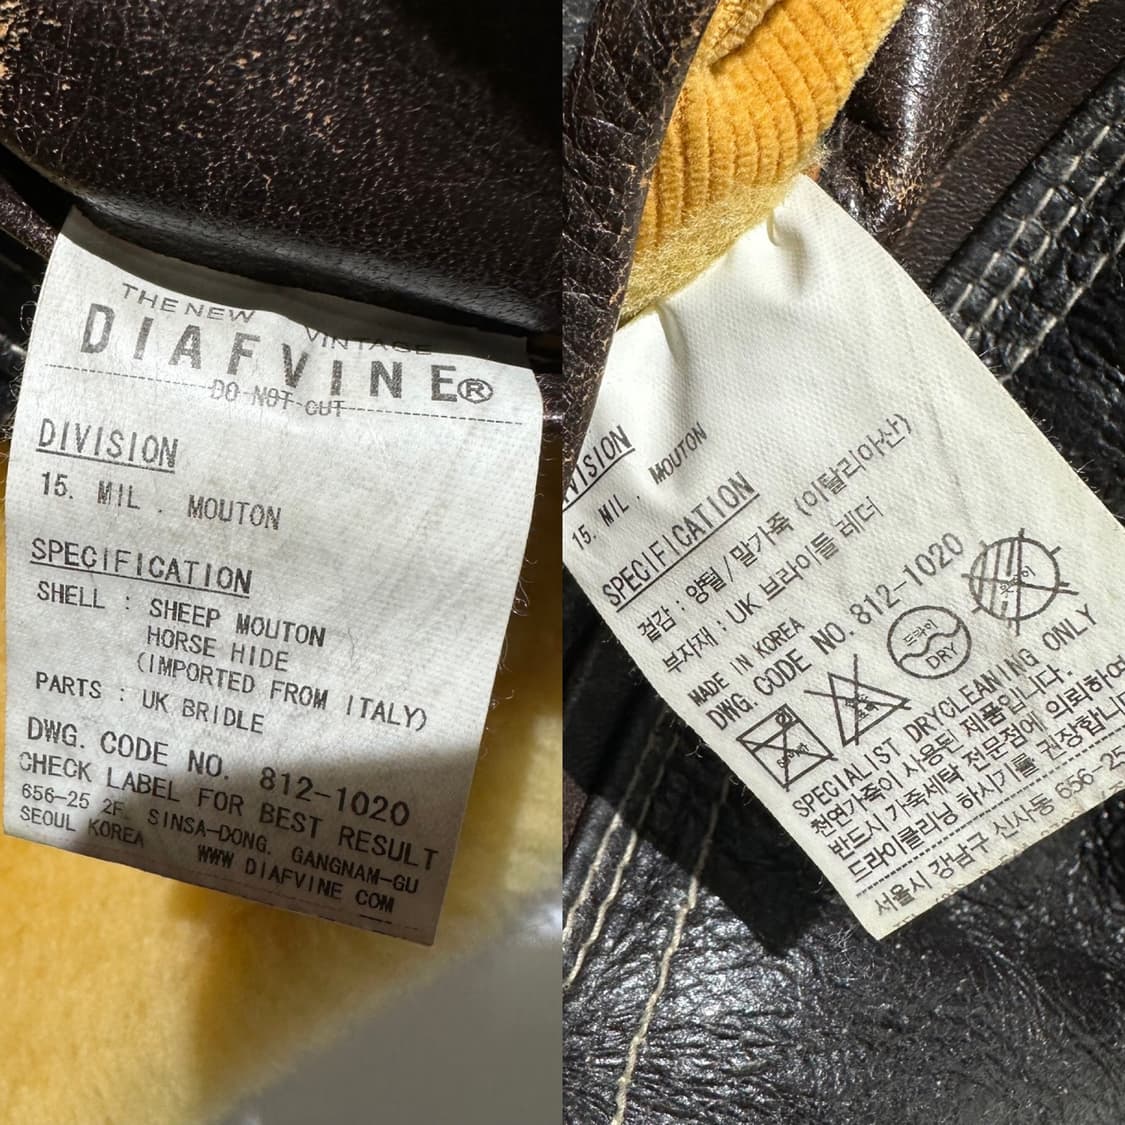 THE NEW VINTAGE
DIAFVINE®
DO NOT CUT
DIVISION
15. MIL . MOUTON
SPECIFICATION
SHELL : SHEEP MOUTON
HORSE HIDE
(IMPORTED FROM ITALY)
PARTS : UK BRIDLE
DWG. CODE NO. 812-1020
CHECK LABEL FOR BEST RESULT
656-25 2F. SINSA-DONG. GANGNAM-GU
SEOUL KOREA
WWW DIAFVINE COM
VISION
15. MIL . MOUTON
SPECIFICATION
겉감 : 양털/말가죽 (이탈리아산)
부자재 : UK 브라이들 레더
MADE IN KOREA
DWG. CODE NO. 812-1020
드라이
DRY
SPECIALIST DRYCLEANING ONLY
천연가죽이 사용된 제품입니다.
반드시 가죽세탁 전문점에 의뢰하여
드라이클리닝 하시기를 권장합니
서울시 강남구 신사동 656-25